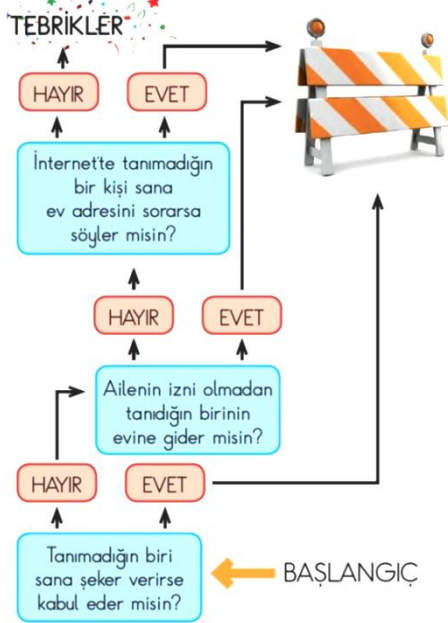 TEBRİKLER
HAYIR
EVET
İnternet'te tanımadığın
bir kişi sana
ev adresini sorarsa
söyler misin?
HAYIR
EVET
Ailenin izni olmadan
tanıdığın birinin
evine gider misin?
HAYIR
EVET
Tanımadığın biri
sana şeker verirse
kabul eder misin?
BAŞLANGIÇ